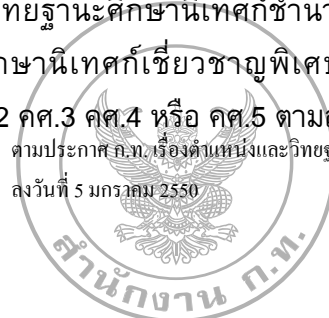 ทยฐานะศึกษานิเทศก์ชำนา
กษานิเทศก์เชี่ยวชาญพิเศษ
2 คศ.3 คศ.4 หรือ คศ.5 ตาม
ตามประกาศ ก.ท. เรื่องตำแหน่งและวิทยฐ
ลงวันที่ 5 มกราคม 2550
สำนักงาน ก.ท.